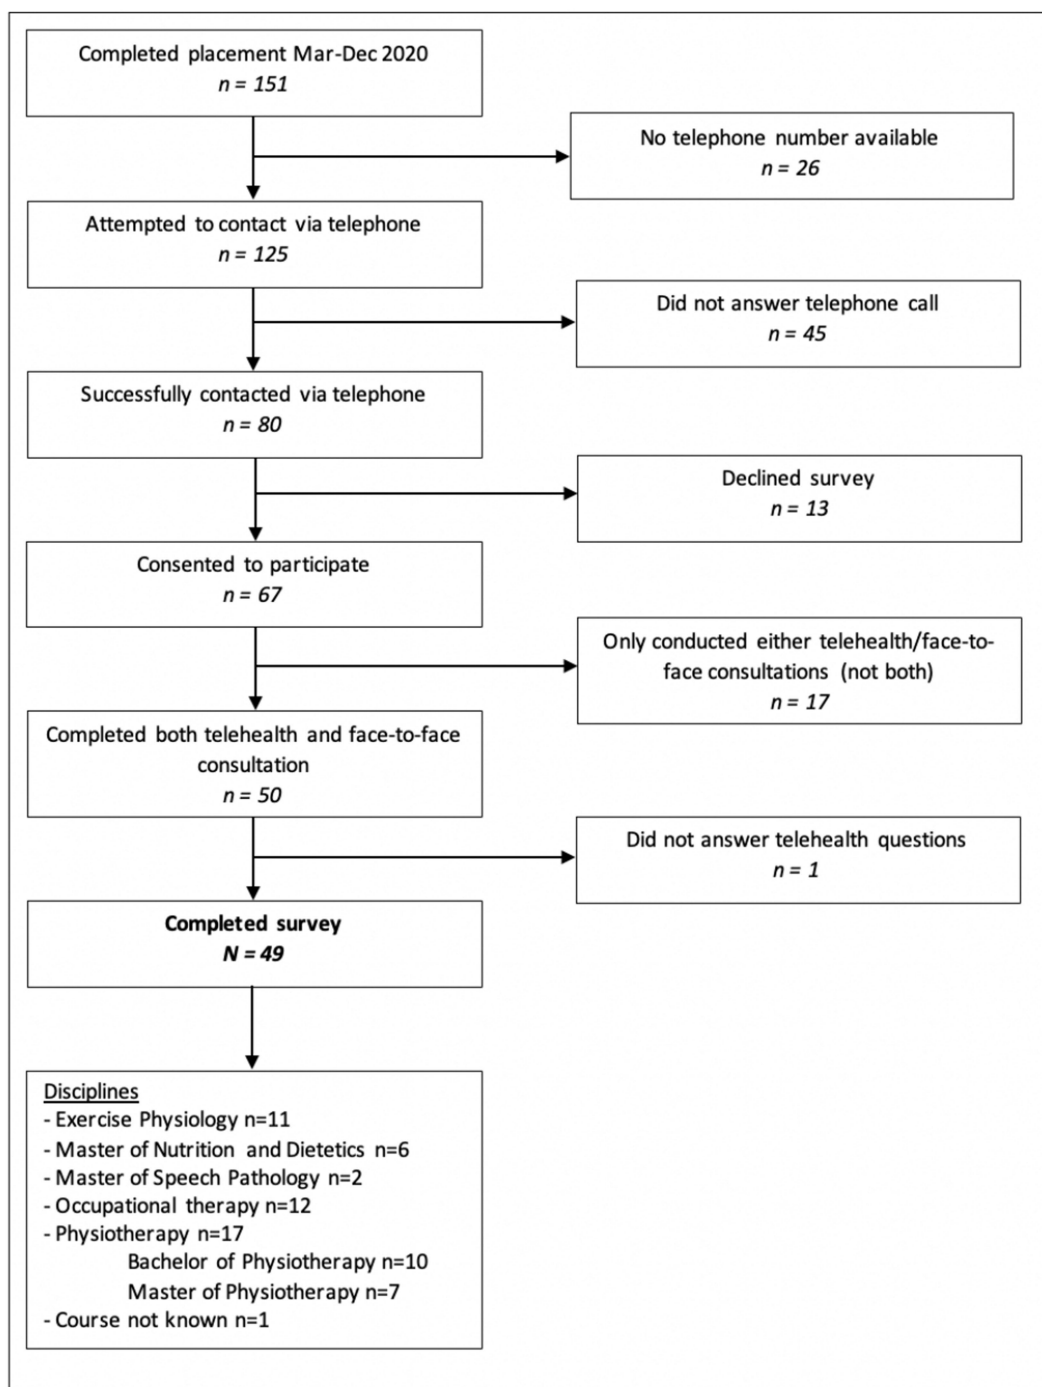 Completed placement Mar-Dec 2020
n = 151
No telephone number available
n = 26
Attempted to contact via telephone
n = 125
Did not answer telephone call
n = 45
Successfully contacted via telephone
n = 80
Declined survey
n = 13
Consented to participate
n = 67
Only conducted either telehealth/face-to-
face consultations (not both)
n = 17
Completed both telehealth and face-to-face
consultation
n = 50
Did not answer telehealth questions
n = 1
Completed survey
N = 49
Disciplines
- Exercise Physiology n=11
- Master of Nutrition and Dietetics n=6
- Master of Speech Pathology n=2
- Occupational therapy n=12
- Physiotherapy n=17
Bachelor of Physiotherapy n=10
Master of Physiotherapy n=7
- Course not known n=1